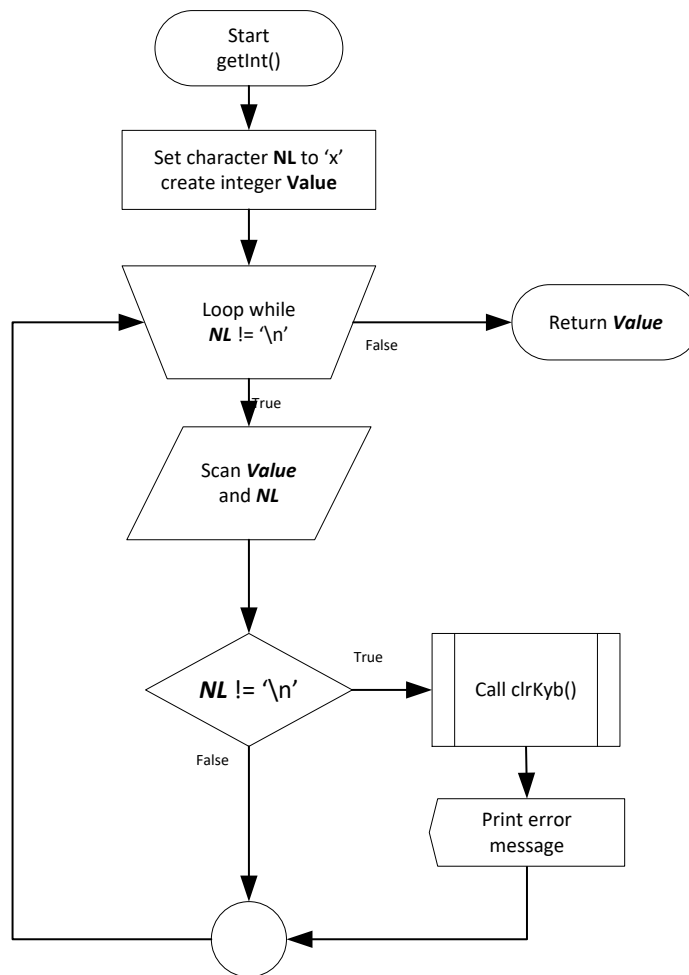 Start
getInt()
Set character NL to ‘x’
create integer Value
Loop while
NL != ‘\n’
False
Return Value
True
Scan Value
and NL
NL != ‘\n’
True
Call clrKyb()
False
Print error
message